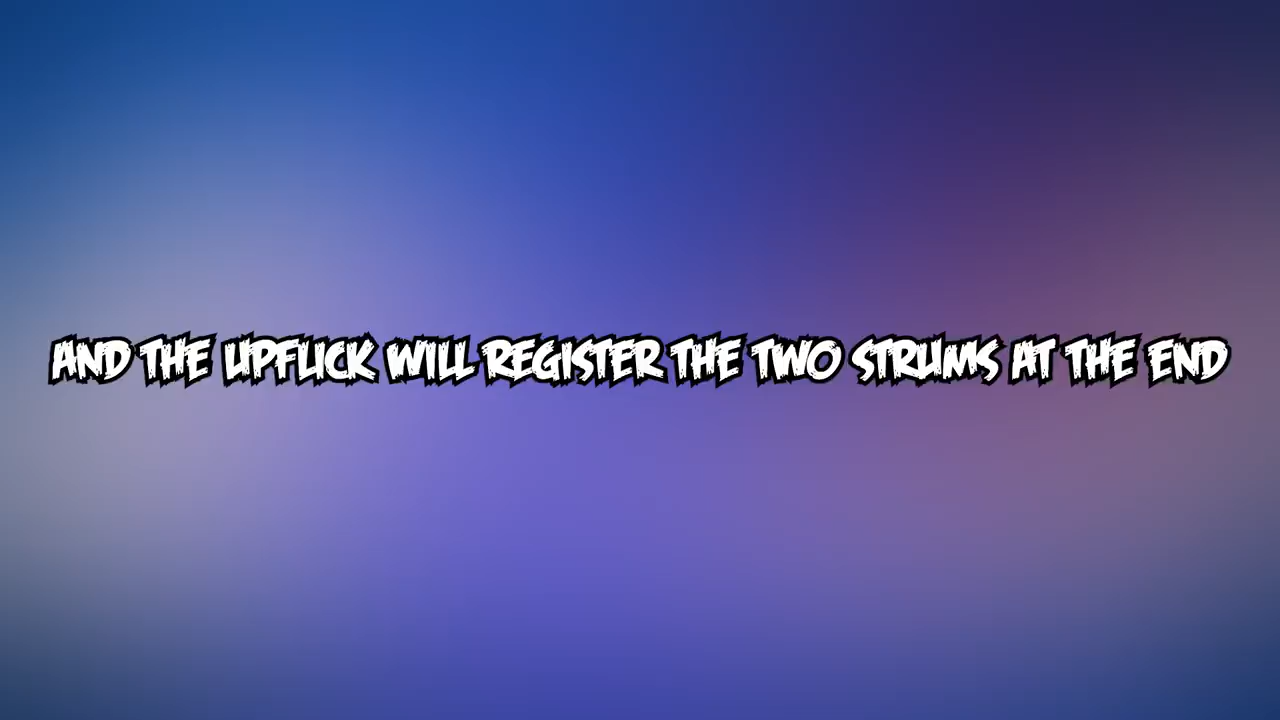 AND THE UPFLICK WILL REGISTER THE TWO STRUMS AT THE END